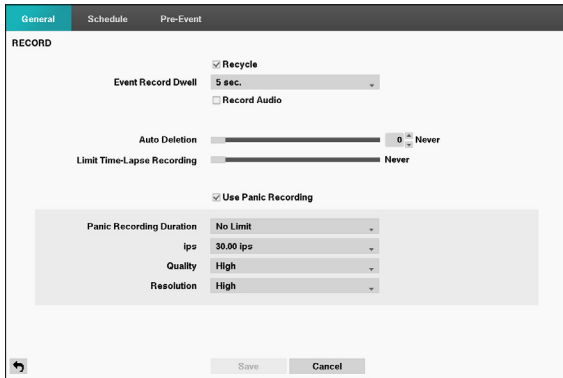 General Schedule Pre-Event
RECORD
Recycle
Event Record Dwell 5 sec.
Record Audio
Auto Deletion 0 Never
Limit Time-Lapse Recording Never
Use Panic Recording
Panic Recording Duration No Limit
ips 30.00 ips
Quality High
Resolution High
Save Cancel